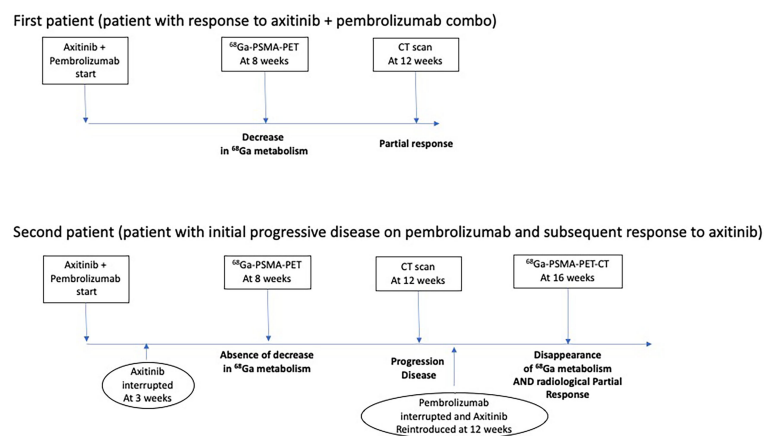 First patient (patient with response to axitinib + pembrolizumab combo)
Axitinib +
Pembrolizumab
start
⁶⁸Ga-PSMA-PET
At 8 weeks
CT scan
At 12 weeks
Decrease
in ⁶⁸Ga metabolism
Partial response
Second patient (patient with initial progressive disease on pembrolizumab and subsequent response to axitinib)
Axitinib +
Pembrolizumab
start
⁶⁸Ga-PSMA-PET
At 8 weeks
CT scan
At 12 weeks
⁶⁸Ga-PSMA-PET-CT
At 16 weeks
Axitinib
interrupted
At 3 weeks
Absence of decrease
in ⁶⁸Ga metabolism
Progression
Disease
Disappearance
of ⁶⁸Ga metabolism
AND radiological Partial
Response
Pembrolizumab
interrupted and Axitinib
Reintroduced at 12 weeks